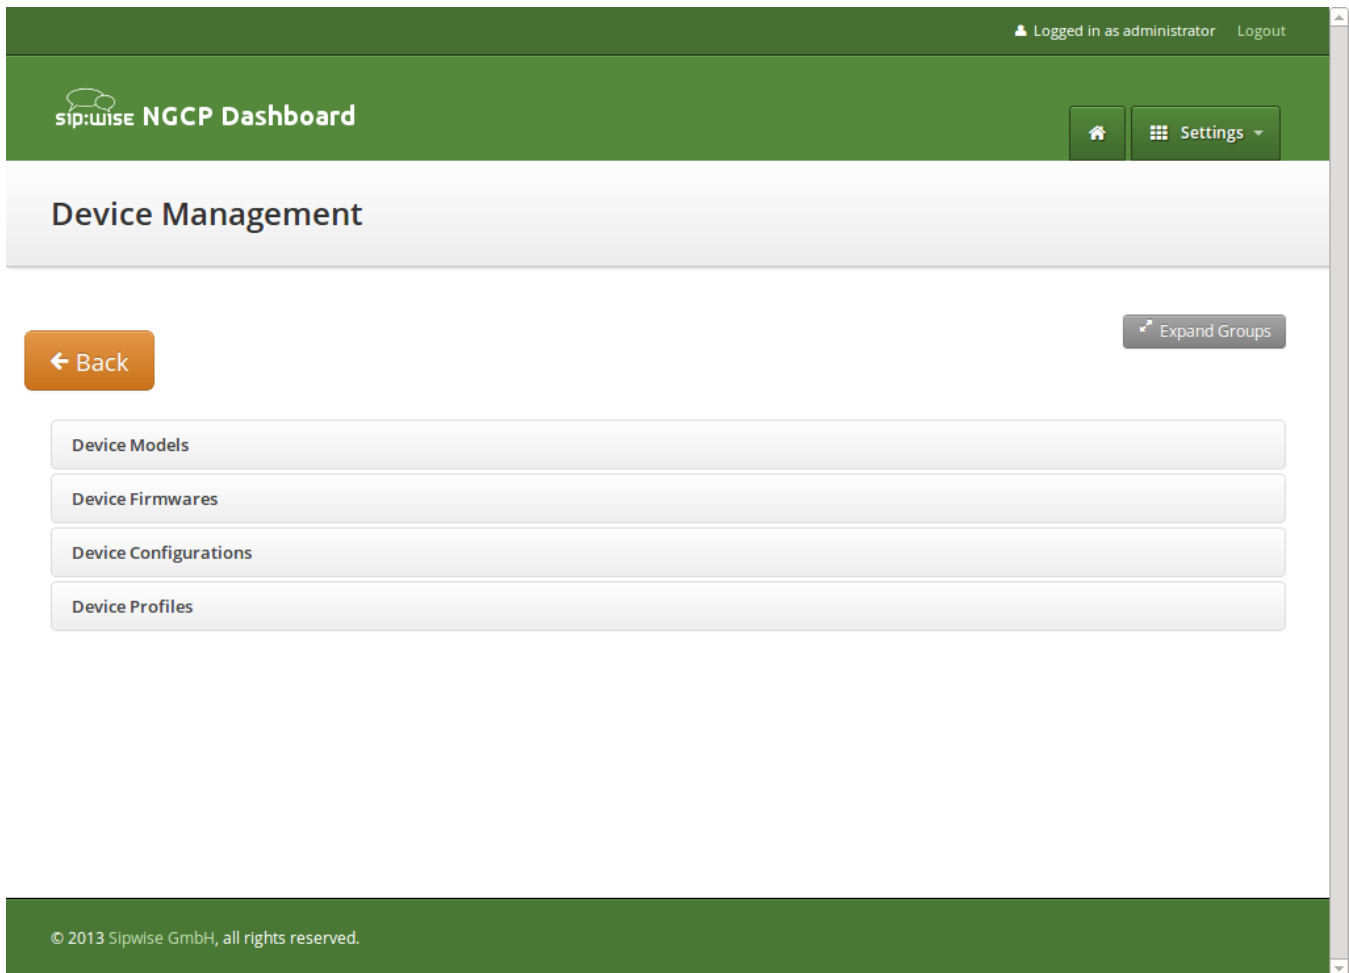 Logged in as administrator Logout
sip:wise NGCP Dashboard
Settings
Device Management
Expand Groups
Back
Device Models
Device Firmwares
Device Configurations
Device Profiles
© 2013 Sipwise GmbH, all rights reserved.